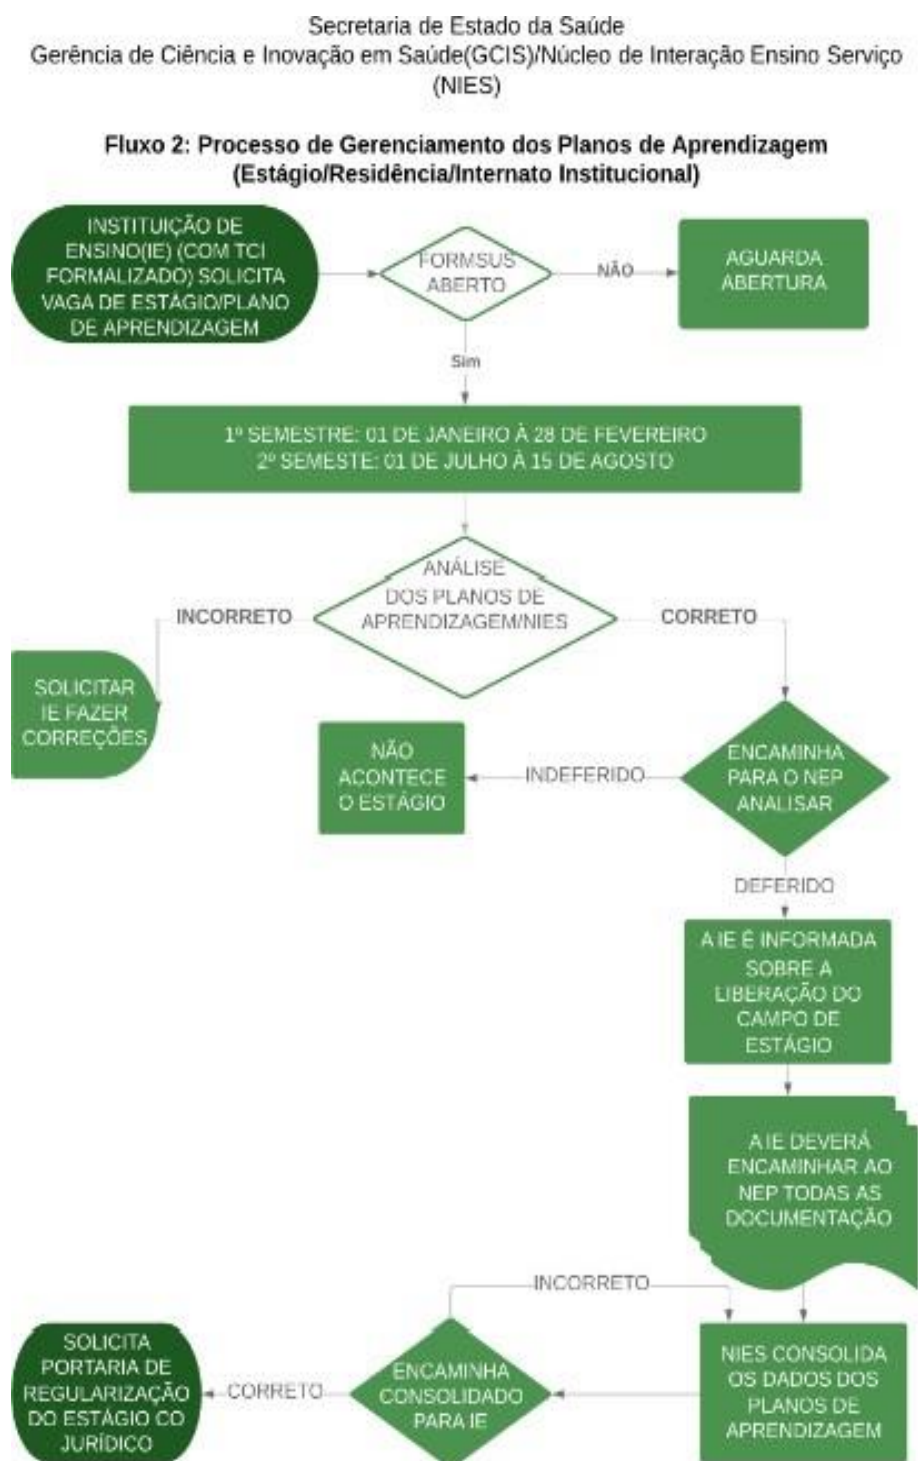 Secretaria de Estado da Saúde
Gerência de Ciência e Inovação em Saúde(GCIS)/Núcleo de Interação Ensino Serviço
(NIES)
Fluxo 2: Processo de Gerenciamento dos Planos de Aprendizagem
(Estágio/Residência/Internato Institucional)
INSTITUIÇÃO DE
ENSINO(IE) (COM TCI
FORMALIZADO) SOLICITA
VAGA DE ESTÁGIO/PLANO
DE APRENDIZAGEM
FORMSUS
ABERTO
NÃO
AGUARDA
ABERTURA
Sim
1º SEMESTRE: 01 DE JANEIRO À 28 DE FEVEREIRO
2º SEMESTE: 01 DE JULHO À 15 DE AGOSTO
ANÁLISE
DOS PLANOS DE
APRENDIZAGEM/NIES
INCORRETO
CORRETO
SOLICITAR
IE FAZER
CORREÇÕES
NÃO
ACONTECE
O ESTÁGIO
INDEFERIDO
ENCAMINHA
PARA O NEP
ANALISAR
DEFERIDO
A IE É INFORMADA
SOBRE A
LIBERAÇÃO DO
CAMPO DE
ESTÁGIO
A IE DEVERÁ
ENCAMINHAR AO
NEP TODAS AS
DOCUMENTAÇÃO
INCORRETO
SOLICITA
PORTARIA DE
REGULARIZAÇÃO
DO ESTÁGIO CO
JURÍDICO
CORRETO
ENCAMINHA
CONSOLIDADO
PARA IE
NIES CONSOLIDA
OS DADOS DOS
PLANOS DE
APRENDIZAGEM